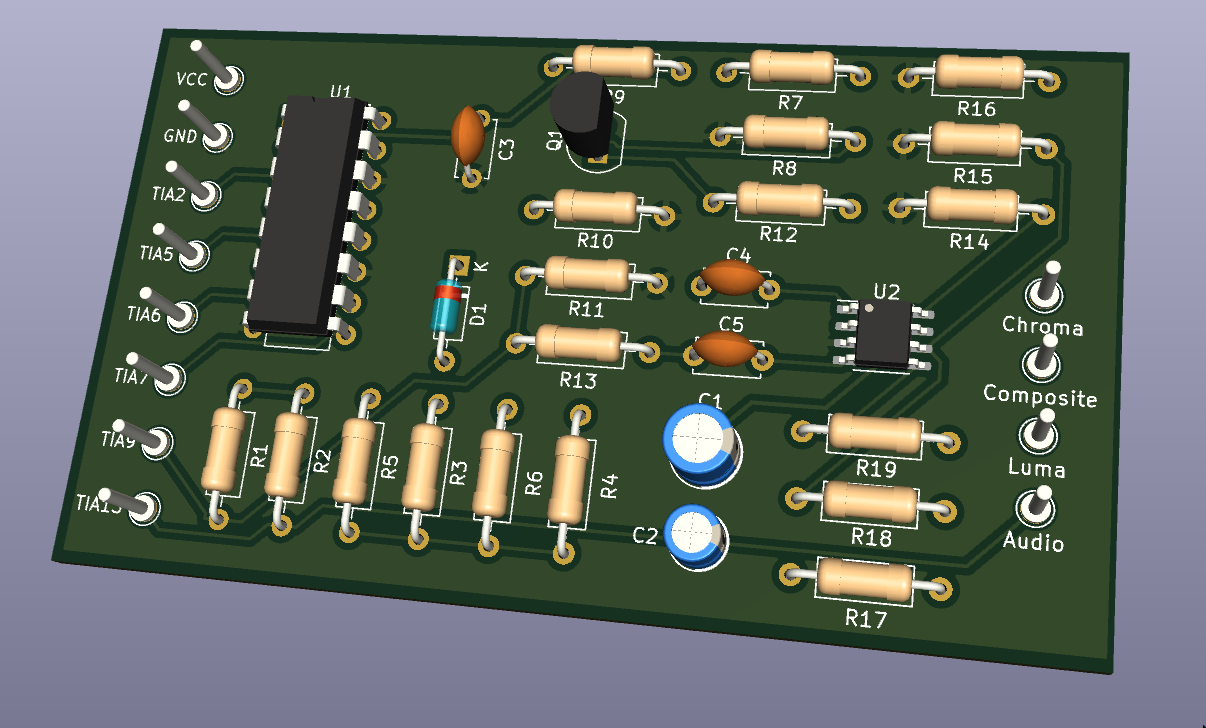 VCC
U1
R9
R7
R16
GND
Q1
C3
R8
R15
TIA2
R10
R12
R14
TIA5
K
C4
R11
U2
TIA6
D1
C5
Chroma
TIA7
R13
Composite
C1
TIA9
R1
R2
R5
R3
R6
R4
R19
Luma
C2
R18
Audio
R17